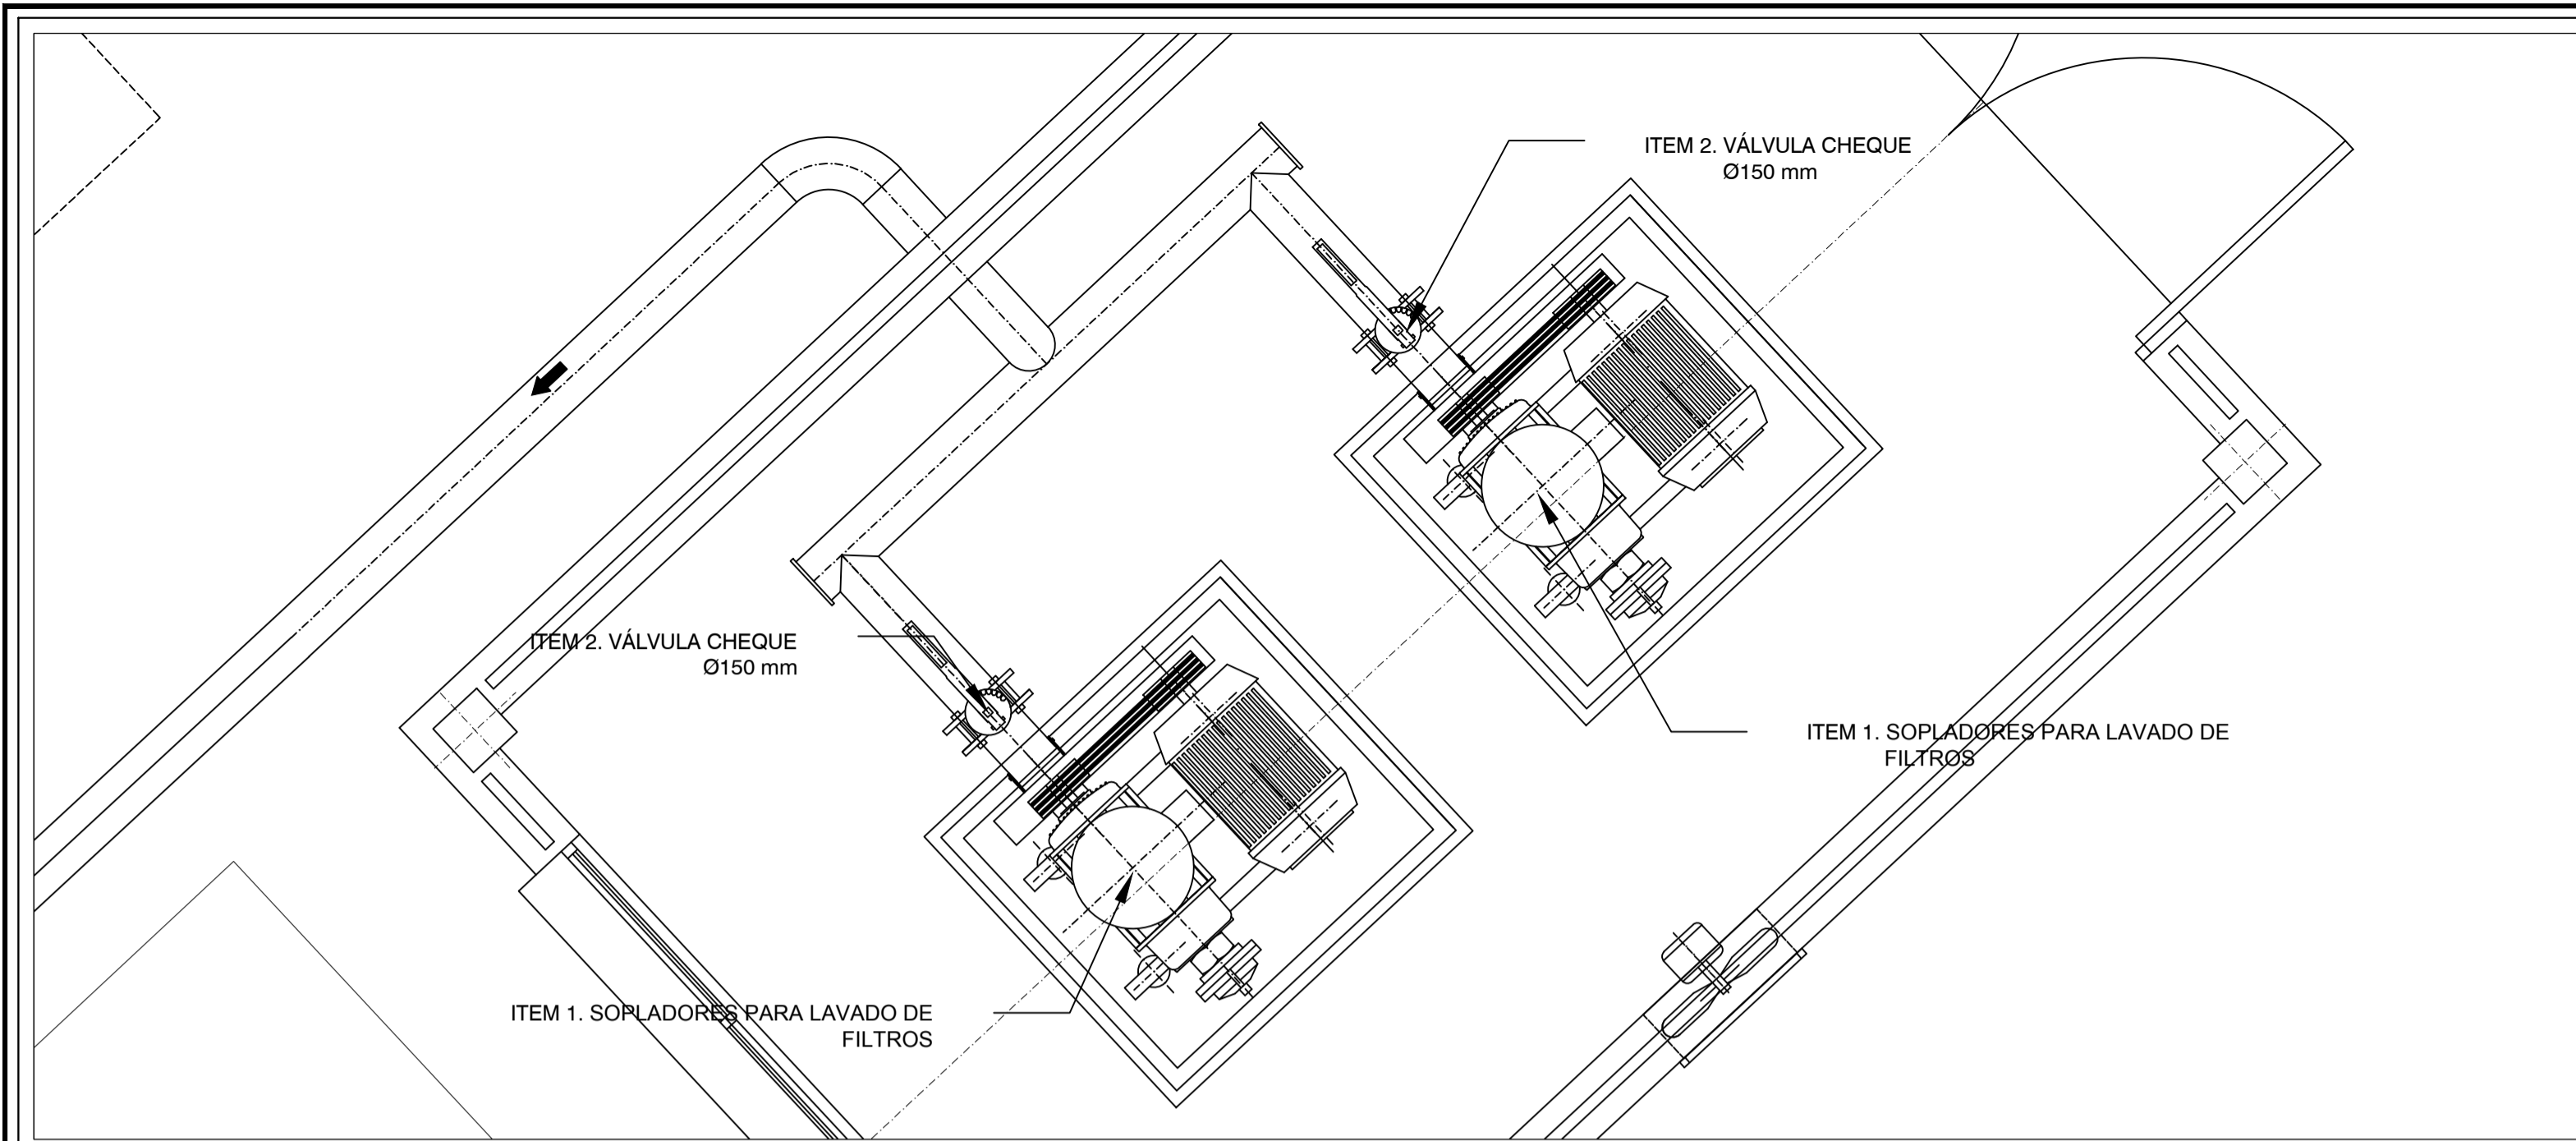 ITEM 2. VÁLVULA CHEQUE
Ø150 mm
ITEM 2. VÁLVULA CHEQUE
Ø150 mm
ITEM 1. SOPLADORES PARA LAVADO DE
FILTROS
ITEM 1. SOPLADORES PARA LAVADO DE
FILTROS